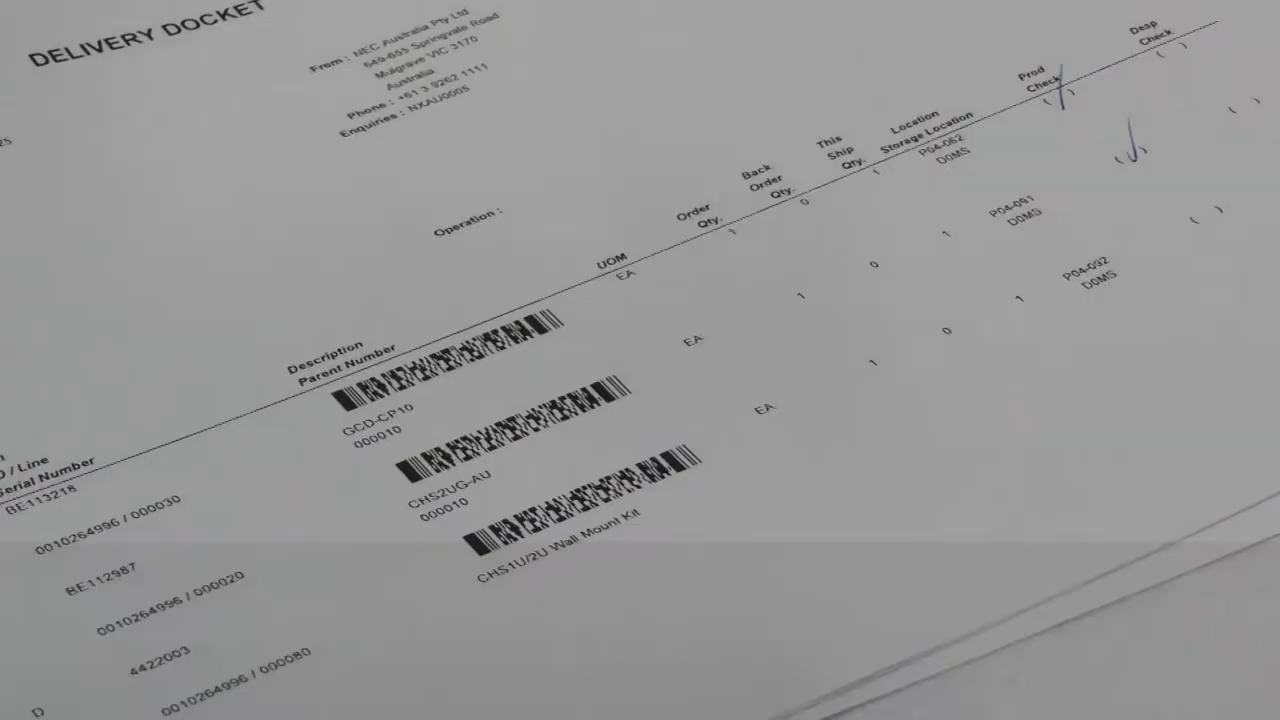 DELIVERY DOCKET
From : NEC Australia Pty Ltd
649-655 Springvale Road
Mulgrave VIC 3170
Australia
Phone : +61 3 9262 1111
Enquiries : NXAU0005
25
Operation :
/ Line
Serial Number
Description
Parent Number
UOM
Order
Qty.
Back
Order
Qty.
This
Ship
Qty.
Location
Storage Location
Prod
Check
Desp
Check
BE113218
GCD-CP10
EA
1
0
1
P04-062
D0MS
( )
( )
0010264996 / 000030
000010
BE112987
CHS2UG-AU
EA
1
0
1
P04-091
D0MS
( )
( )
0010264996 / 000020
000010
4422003
CHS1U/2U Wall Mount Kit
EA
1
0
1
P04-092
D0MS
( )
0010264996 / 000080
D